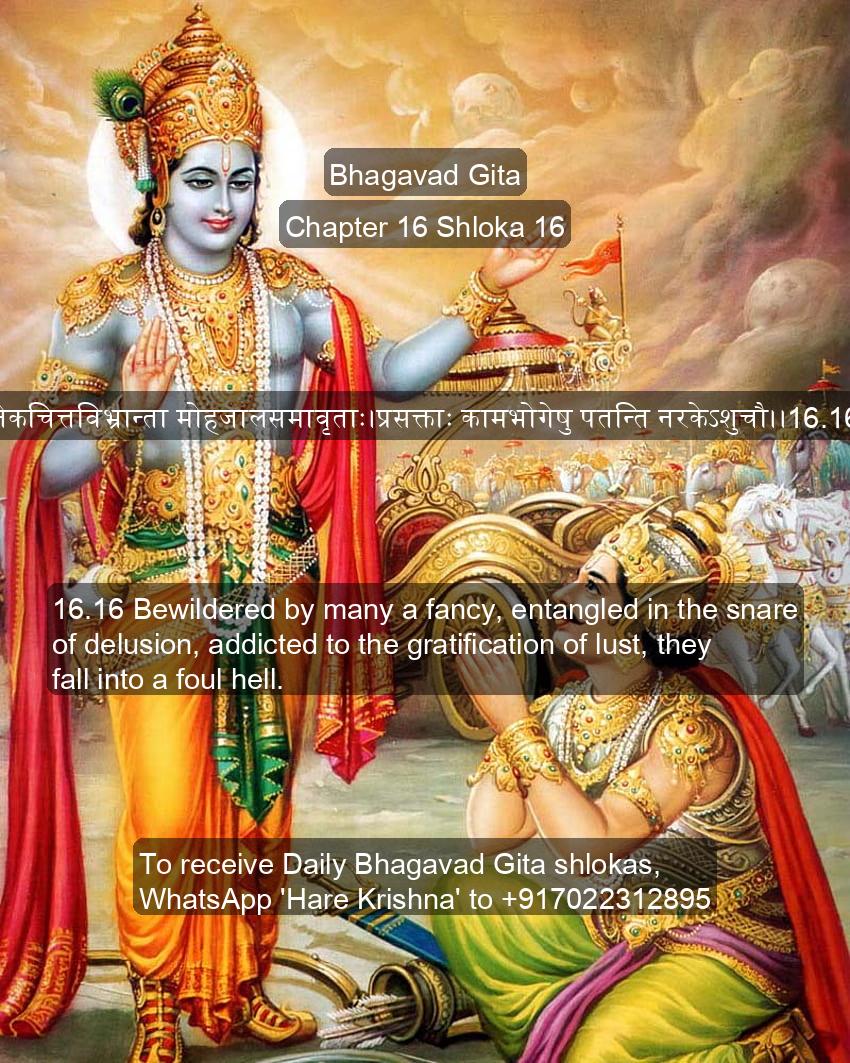 Bhagavad Gita
Chapter 16 Shloka 16
मोहजालसमावृताः।प्रसक्ताः कामभोगेषु पतन्ति नरकेऽशुचौ।।16.16
16.16 Bewildered by many a fancy, entangled in the snare
of delusion, addicted to the gratification of lust, they
fall into a foul hell.
To receive Daily Bhagavad Gita shlokas,
WhatsApp 'Hare Krishna' to +917022312895